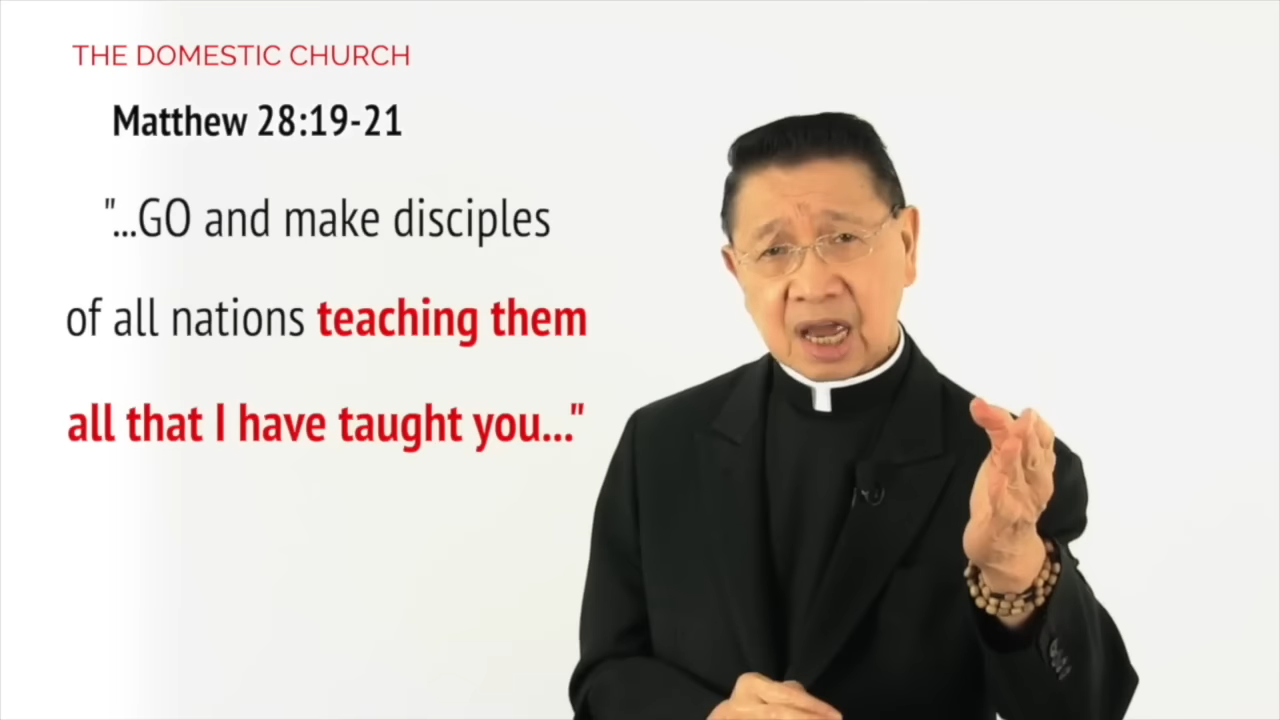 THE DOMESTIC CHURCH
Matthew 28:19-21
"...GO and make disciples
of all nations teaching them
all that I have taught you..."